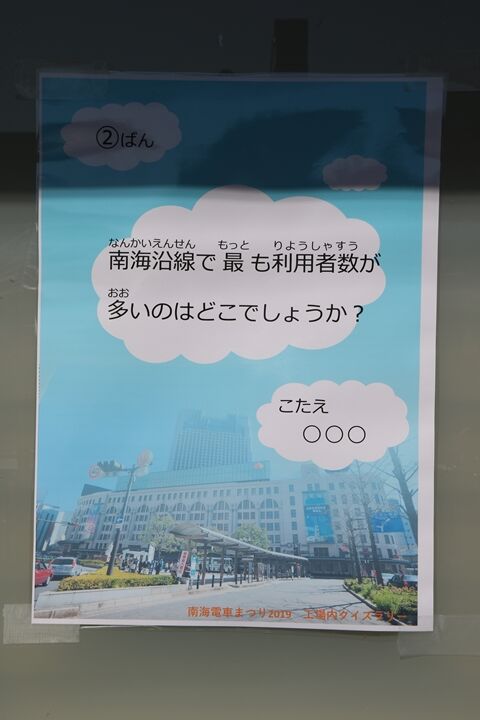 ②ばん
なんかいえんせん もっと りようしゃすう
南海沿線で最も利用者数が
おお
多いのはどこでしょうか？
こたえ
○○○
南海電車まつり2019 工場内クイズラリー